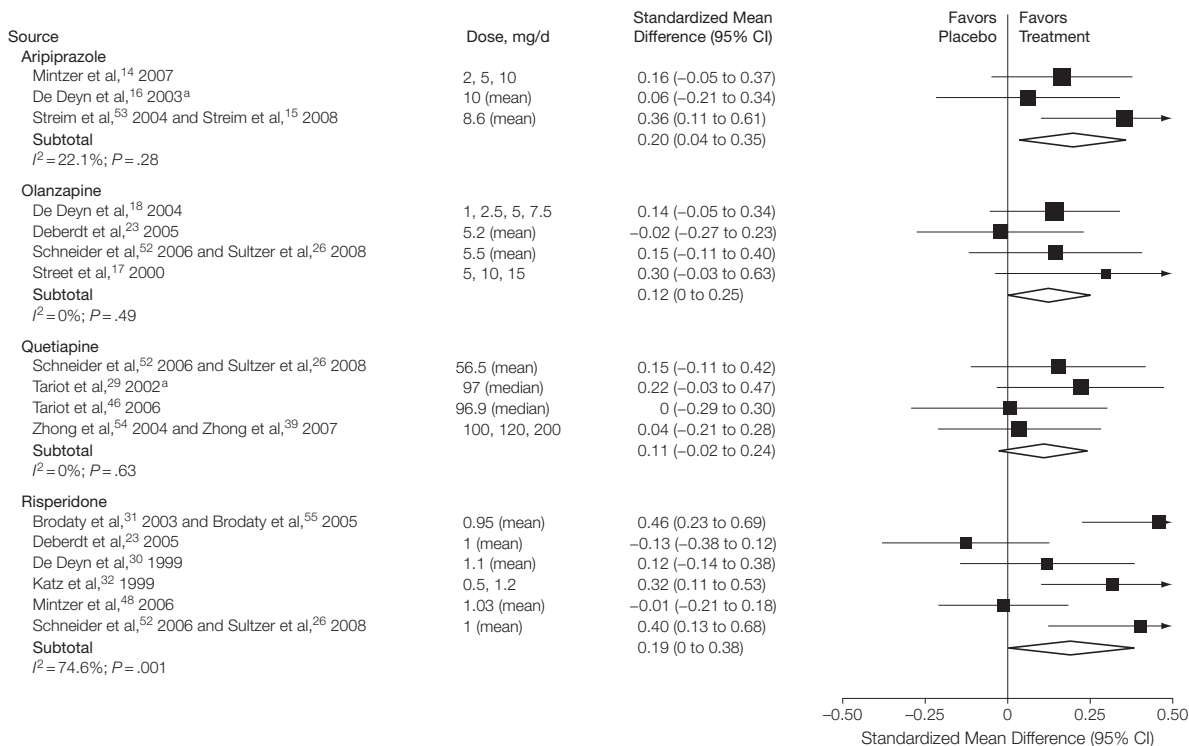 Source Dose, mg/d Standardized Mean Difference (95% CI) Favors Placebo Favors Treatment
Aripiprazole
Mintzer et al,14 2007 2, 5, 10 0.16 (−0.05 to 0.37)
De Deyn et al,16 2003a 10 (mean) 0.06 (−0.21 to 0.34)
Streim et al,53 2004 and Streim et al,15 2008 8.6 (mean) 0.36 (0.11 to 0.61)
Subtotal 0.20 (0.04 to 0.35)
I2=22.1%; P=.28
Olanzapine
De Deyn et al,18 2004 1, 2.5, 5, 7.5 0.14 (−0.05 to 0.34)
Deberdt et al,23 2005 5.2 (mean) −0.02 (−0.27 to 0.23)
Schneider et al,52 2006 and Sultzer et al,26 2008 5.5 (mean) 0.15 (−0.11 to 0.40)
Street et al,17 2000 5, 10, 15 0.30 (−0.03 to 0.63)
Subtotal 0.12 (0 to 0.25)
I2=0%; P=.49
Quetiapine
Schneider et al,52 2006 and Sultzer et al,26 2008 56.5 (mean) 0.15 (−0.11 to 0.42)
Tariot et al,29 2002a 97 (median) 0.22 (−0.03 to 0.47)
Tariot et al,46 2006 96.9 (median) 0 (−0.29 to 0.30)
Zhong et al,54 2004 and Zhong et al,39 2007 100, 120, 200 0.04 (−0.21 to 0.28)
Subtotal 0.11 (−0.02 to 0.24)
I2=0%; P=.63
Risperidone
Brodaty et al,31 2003 and Brodaty et al,55 2005 0.95 (mean) 0.46 (0.23 to 0.69)
Deberdt et al,23 2005 1 (mean) −0.13 (−0.38 to 0.12)
De Deyn et al,30 1999 1.1 (mean) 0.12 (−0.14 to 0.38)
Katz et al,32 1999 0.5, 1.2 0.32 (0.11 to 0.53)
Mintzer et al,48 2006 1.03 (mean) −0.01 (−0.21 to 0.18)
Schneider et al,52 2006 and Sultzer et al,26 2008 1 (mean) 0.40 (0.13 to 0.68)
Subtotal 0.19 (0 to 0.38)
I2=74.6%; P=.001
−0.50 −0.25 0 0.25 0.50
Standardized Mean Difference (95% CI)